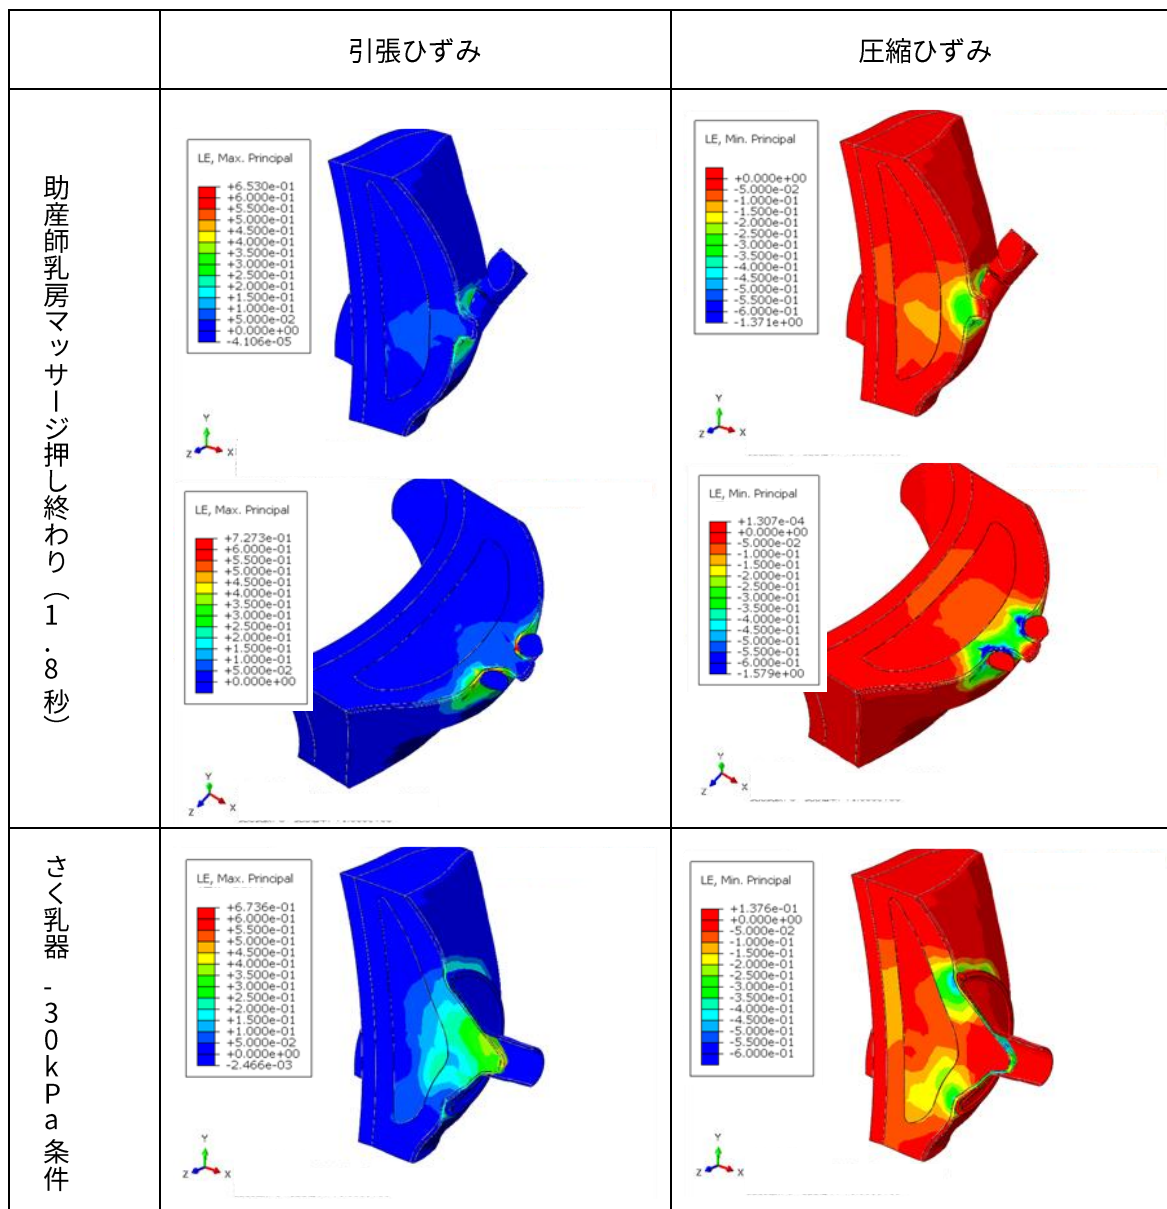 引張ひずみ
圧縮ひずみ
助産師乳房マッサージ押し終わり（1.8秒）
LE, Max. Principal
+6.530e-01
+6.000e-01
+5.500e-01
+5.000e-01
+4.500e-01
+4.000e-01
+3.500e-01
+3.000e-01
+2.500e-01
+2.000e-01
+1.500e-01
+1.000e-01
+5.000e-02
+0.000e+00
-4.106e-05
Y
Z
X
LE, Min. Principal
+0.000e+00
-5.000e-02
-1.000e-01
-1.500e-01
-2.000e-01
-2.500e-01
-3.000e-01
-3.500e-01
-4.000e-01
-4.500e-01
-5.000e-01
-5.500e-01
-6.000e-01
-1.371e+00
Y
Z
X
LE, Max. Principal
+7.273e-01
+6.000e-01
+5.500e-01
+5.000e-01
+4.500e-01
+4.000e-01
+3.500e-01
+3.000e-01
+2.500e-01
+2.000e-01
+1.500e-01
+1.000e-01
+5.000e-02
+0.000e+00
Y
Z
X
LE, Min. Principal
+1.307e-04
+0.000e+00
-5.000e-02
-1.000e-01
-1.500e-01
-2.000e-01
-2.500e-01
-3.000e-01
-3.500e-01
-4.000e-01
-4.500e-01
-5.000e-01
-5.500e-01
-6.000e-01
-1.579e+00
Y
Z
X
さく乳器 -30kPa条件
LE, Max. Principal
+6.736e-01
+6.000e-01
+5.500e-01
+5.000e-01
+4.500e-01
+4.000e-01
+3.500e-01
+3.000e-01
+2.500e-01
+2.000e-01
+1.500e-01
+1.000e-01
+5.000e-02
+0.000e+00
-2.466e-03
Y
Z
X
LE, Min. Principal
+1.376e-01
+0.000e+00
-5.000e-02
-1.000e-01
-1.500e-01
-2.000e-01
-2.500e-01
-3.000e-01
-3.500e-01
-4.000e-01
-4.500e-01
-5.000e-01
-5.500e-01
-6.000e-01
Y
Z
X